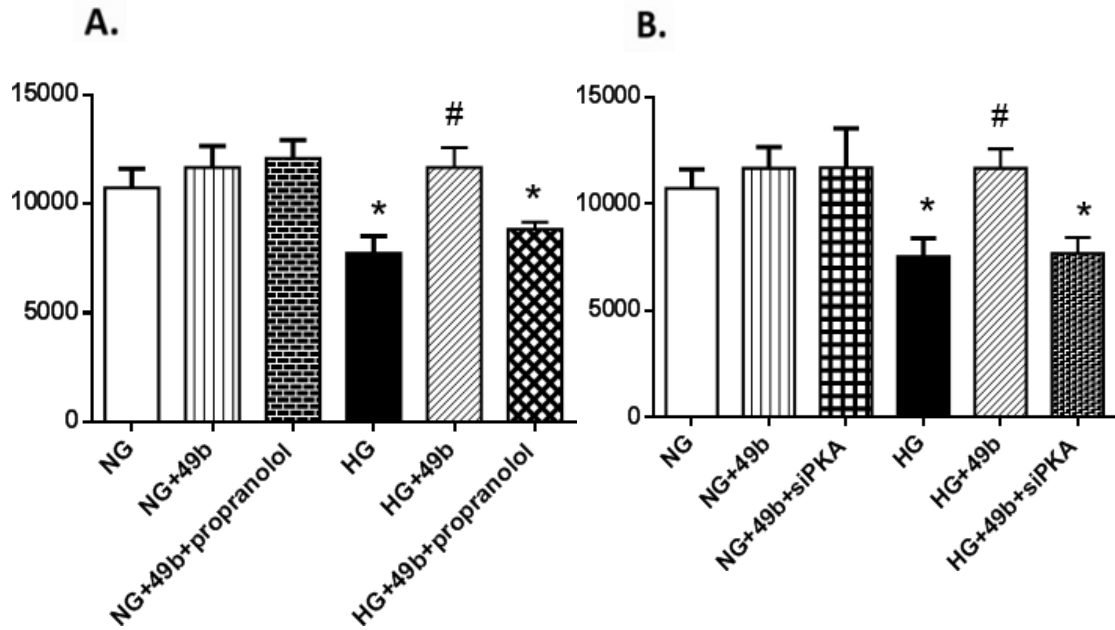 A.
15000
10000
5000
0
*
#
*
NG
NG+49b
NG+49b+propranolol
HG
HG+49b
HG+49b+propranolol
B.
15000
10000
5000
0
*
#
*
NG
NG+49b
NG+49b+siPKA
HG
HG+49b
HG+49b+siPKA